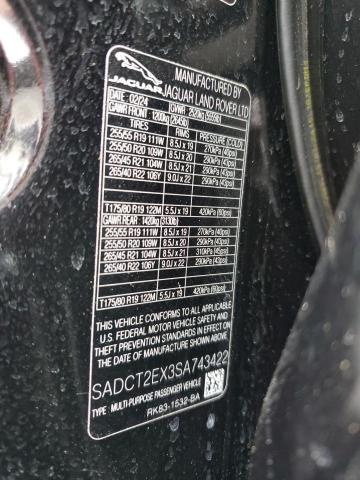 JAGUAR
MANUFACTURED BY
JAGUAR LAND ROVER LTD
DATE: 02/24 GVWR 2520kg (5556lb)
GAWR FRONT: 1200kg (2645lb)
TIRES RIMS PRESSURE (COLD)
255/55 R19 111W 8.5J x 19 270kPa (40psi)
255/50 R20 109W 8.5J x 20 290kPa (43psi)
265/45 R21 104W 8.5J x 21 290kPa (43psi)
265/40 R22 106Y 9.0J x 22 290kPa (43psi)
T175/80 R19 122M 5.5J x 19 420kPa (60psi)
GAWR REAR 1420kg (3130lb)
255/55 R19 111W 8.5J x 19 270kPa (40psi)
255/50 R20 109W 8.5J x 20 290kPa (43psi)
265/45 R21 104W 8.5J x 21 310kPa (45psi)
265/40 R22 106Y 9.0J x 22 290kPa (43psi)
T175/80 R19 122M 5.5J x 19 420kPa (60psi)
THIS VEHICLE CONFORMS TO ALL APPLICABLE
U.S. FEDERAL MOTOR VEHICLE SAFETY AND
THEFT PREVENTION STANDARDS IN EFFECT ON
THE DATE OF MANUFACTURE SHOWN ABOVE.
SADCT2EX3SA743422
TYPE : MULTI-PURPOSE PASSENGER VEHICLE
RK83-1532-BA